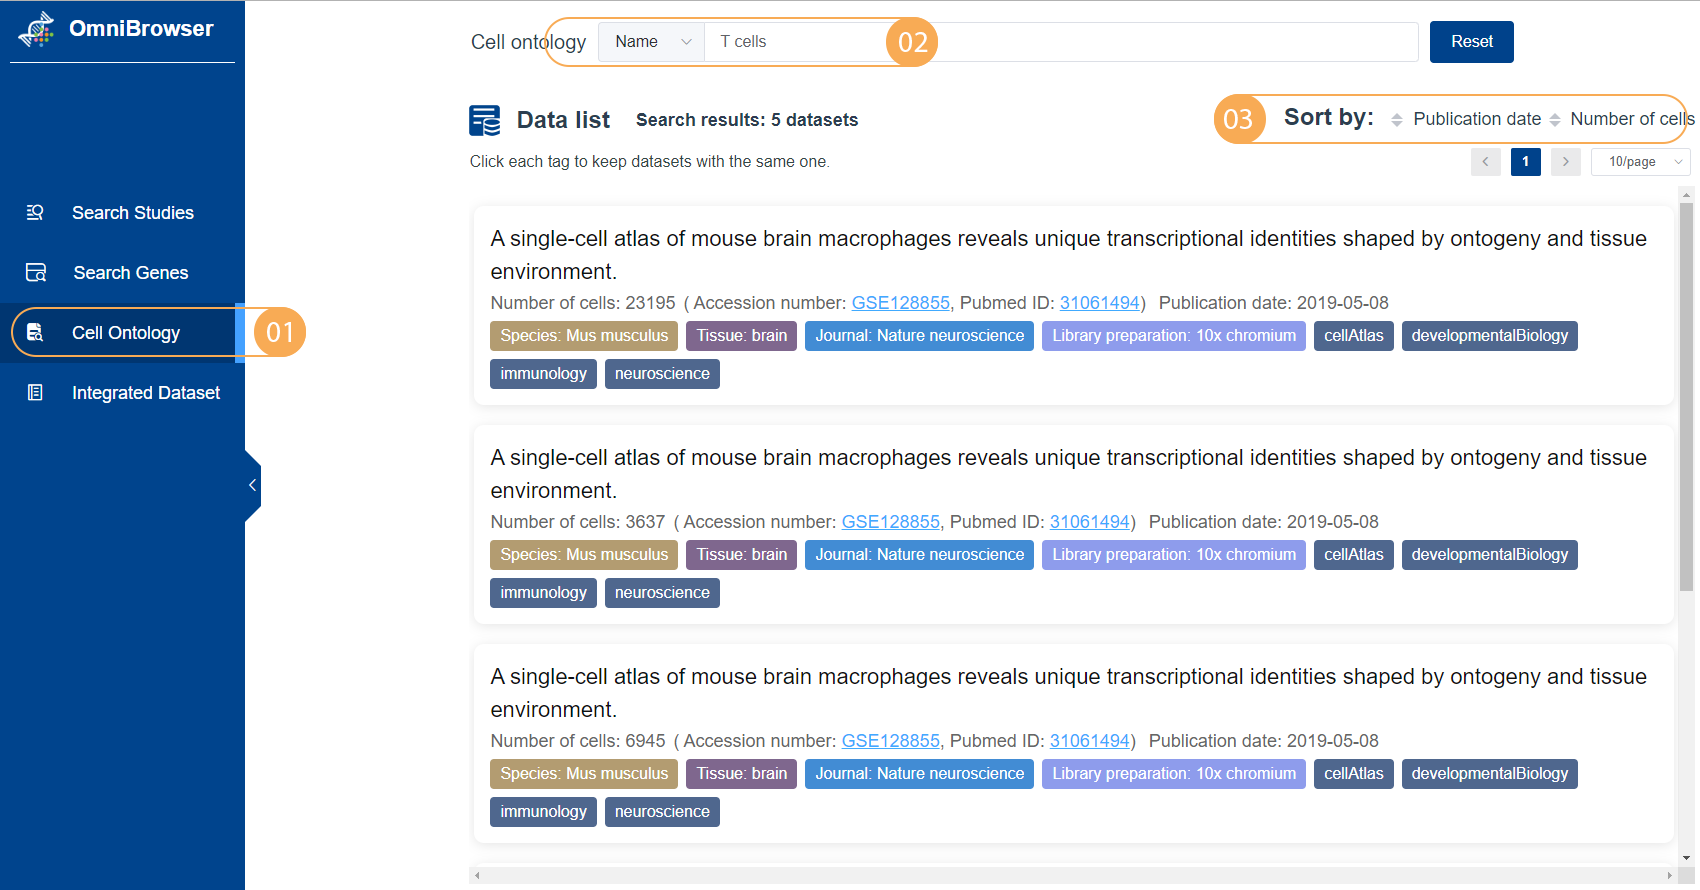 OmniBrowser
Search Studies
Search Genes
Cell Ontology
01
Integrated Dataset
Cell ontology Name T cells 02 Reset
Data list Search results: 5 datasets
03 Sort by: Publication date Number of cells
Click each tag to keep datasets with the same one.
1 10/page
A single-cell atlas of mouse brain macrophages reveals unique transcriptional identities shaped by ontogeny and tissue
environment.
Number of cells: 23195 ( Accession number: GSE128855, Pubmed ID: 31061494) Publication date: 2019-05-08
Species: Mus musculus Tissue: brain Journal: Nature neuroscience Library preparation: 10x chromium cellAtlas developmentalBiology
immunology neuroscience
A single-cell atlas of mouse brain macrophages reveals unique transcriptional identities shaped by ontogeny and tissue
environment.
Number of cells: 3637 ( Accession number: GSE128855, Pubmed ID: 31061494) Publication date: 2019-05-08
Species: Mus musculus Tissue: brain Journal: Nature neuroscience Library preparation: 10x chromium cellAtlas developmentalBiology
immunology neuroscience
A single-cell atlas of mouse brain macrophages reveals unique transcriptional identities shaped by ontogeny and tissue
environment.
Number of cells: 6945 ( Accession number: GSE128855, Pubmed ID: 31061494) Publication date: 2019-05-08
Species: Mus musculus Tissue: brain Journal: Nature neuroscience Library preparation: 10x chromium cellAtlas developmentalBiology
immunology neuroscience